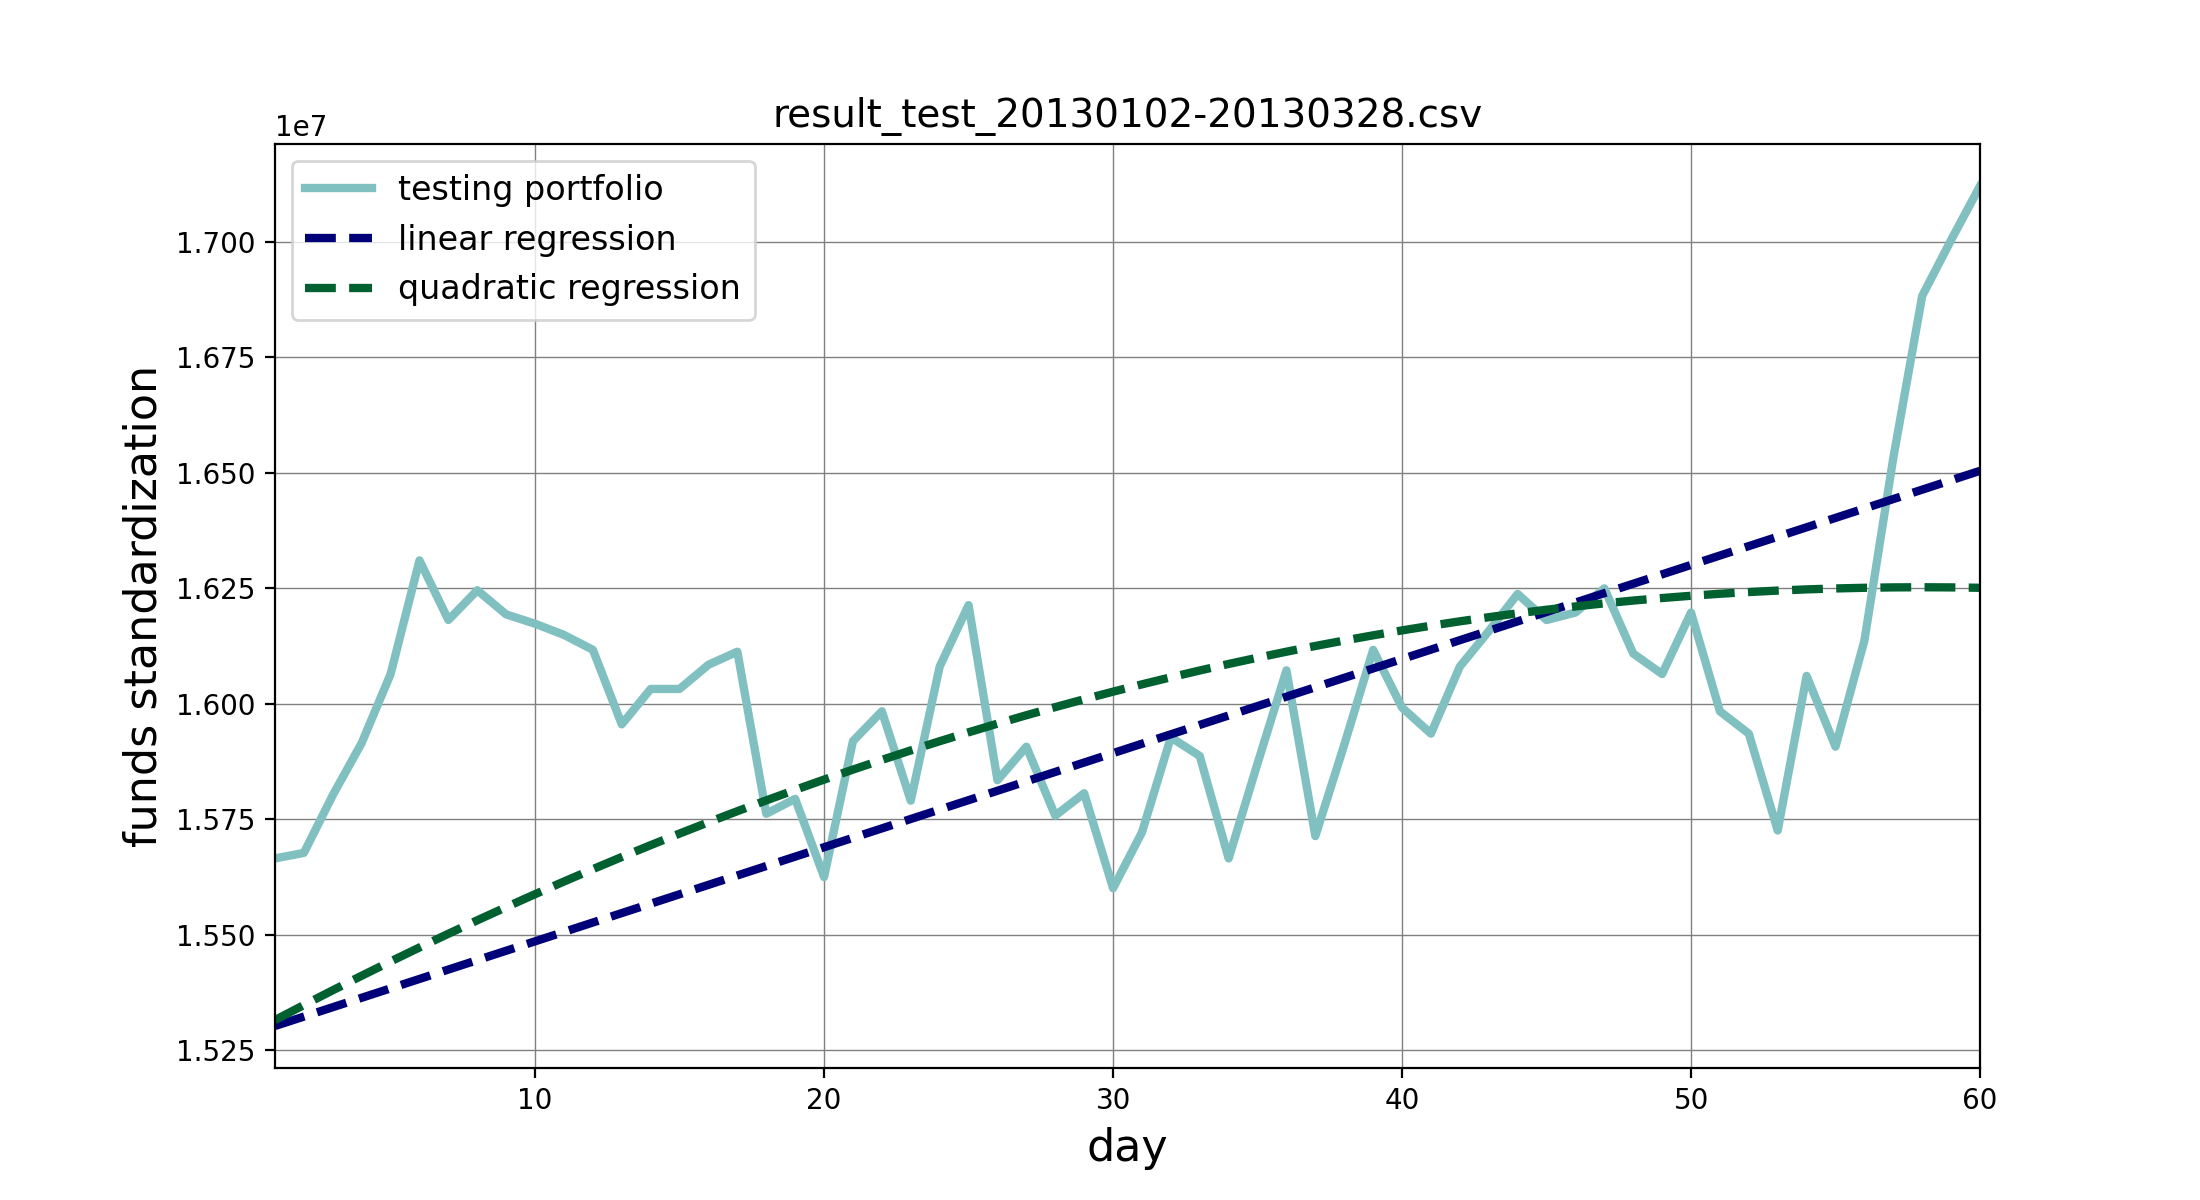 result_test_20130102-20130328.csv
1e7
testing portfolio
linear regression
quadratic regression
1.700
1.675
1.650
1.625
1.600
1.575
1.550
1.525
funds standardization
10 20 30 40 50 60
day